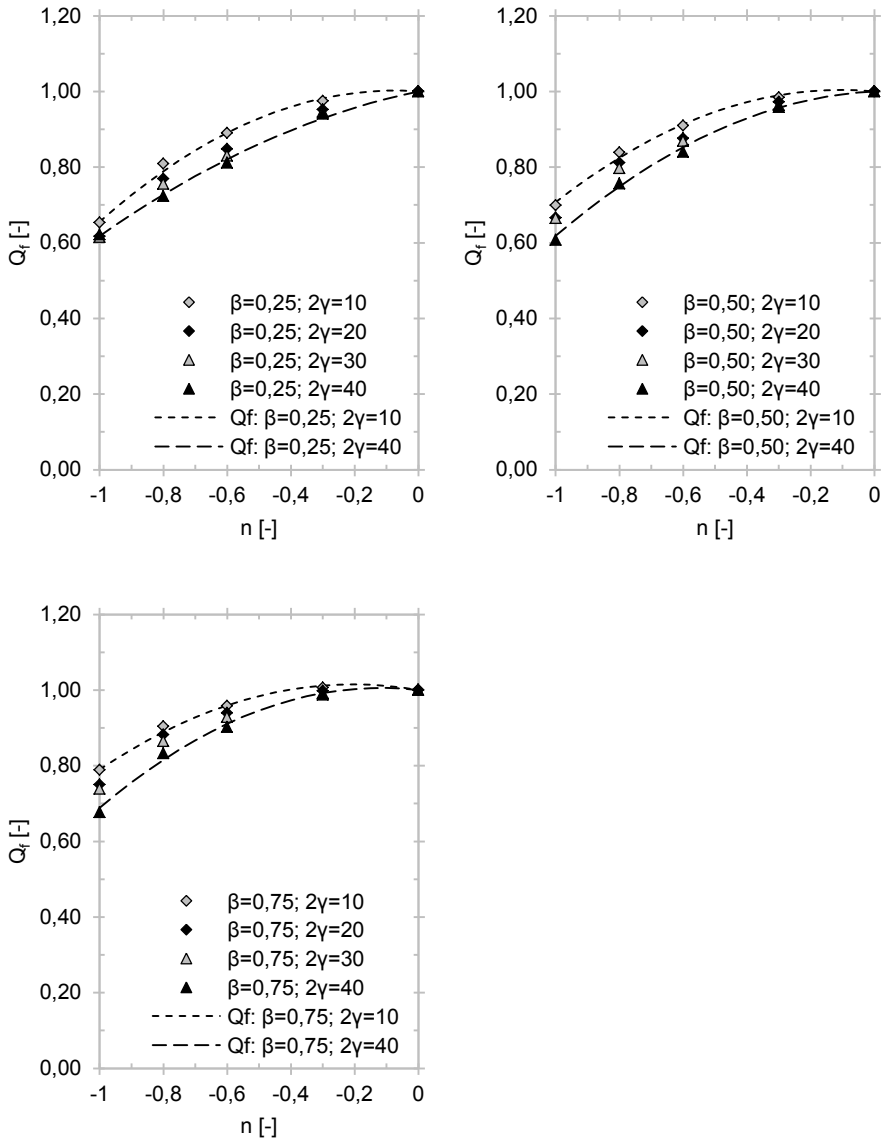 1,20
1,00
0,80
0,60
0,40
0,20
0,00
Qf [-]
β=0,25; 2γ=10
β=0,25; 2γ=20
β=0,25; 2γ=30
β=0,25; 2γ=40
Qf: β=0,25; 2γ=10
Qf: β=0,25; 2γ=40
-1 -0,8 -0,6 -0,4 -0,2 0
n [-]
1,20
1,00
0,80
0,60
0,40
0,20
0,00
Qf [-]
β=0,50; 2γ=10
β=0,50; 2γ=20
β=0,50; 2γ=30
β=0,50; 2γ=40
Qf: β=0,50; 2γ=10
Qf: β=0,50; 2γ=40
-1 -0,8 -0,6 -0,4 -0,2 0
n [-]
1,20
1,00
0,80
0,60
0,40
0,20
0,00
Qf [-]
β=0,75; 2γ=10
β=0,75; 2γ=20
β=0,75; 2γ=30
β=0,75; 2γ=40
Qf: β=0,75; 2γ=10
Qf: β=0,75; 2γ=40
-1 -0,8 -0,6 -0,4 -0,2 0
n [-]